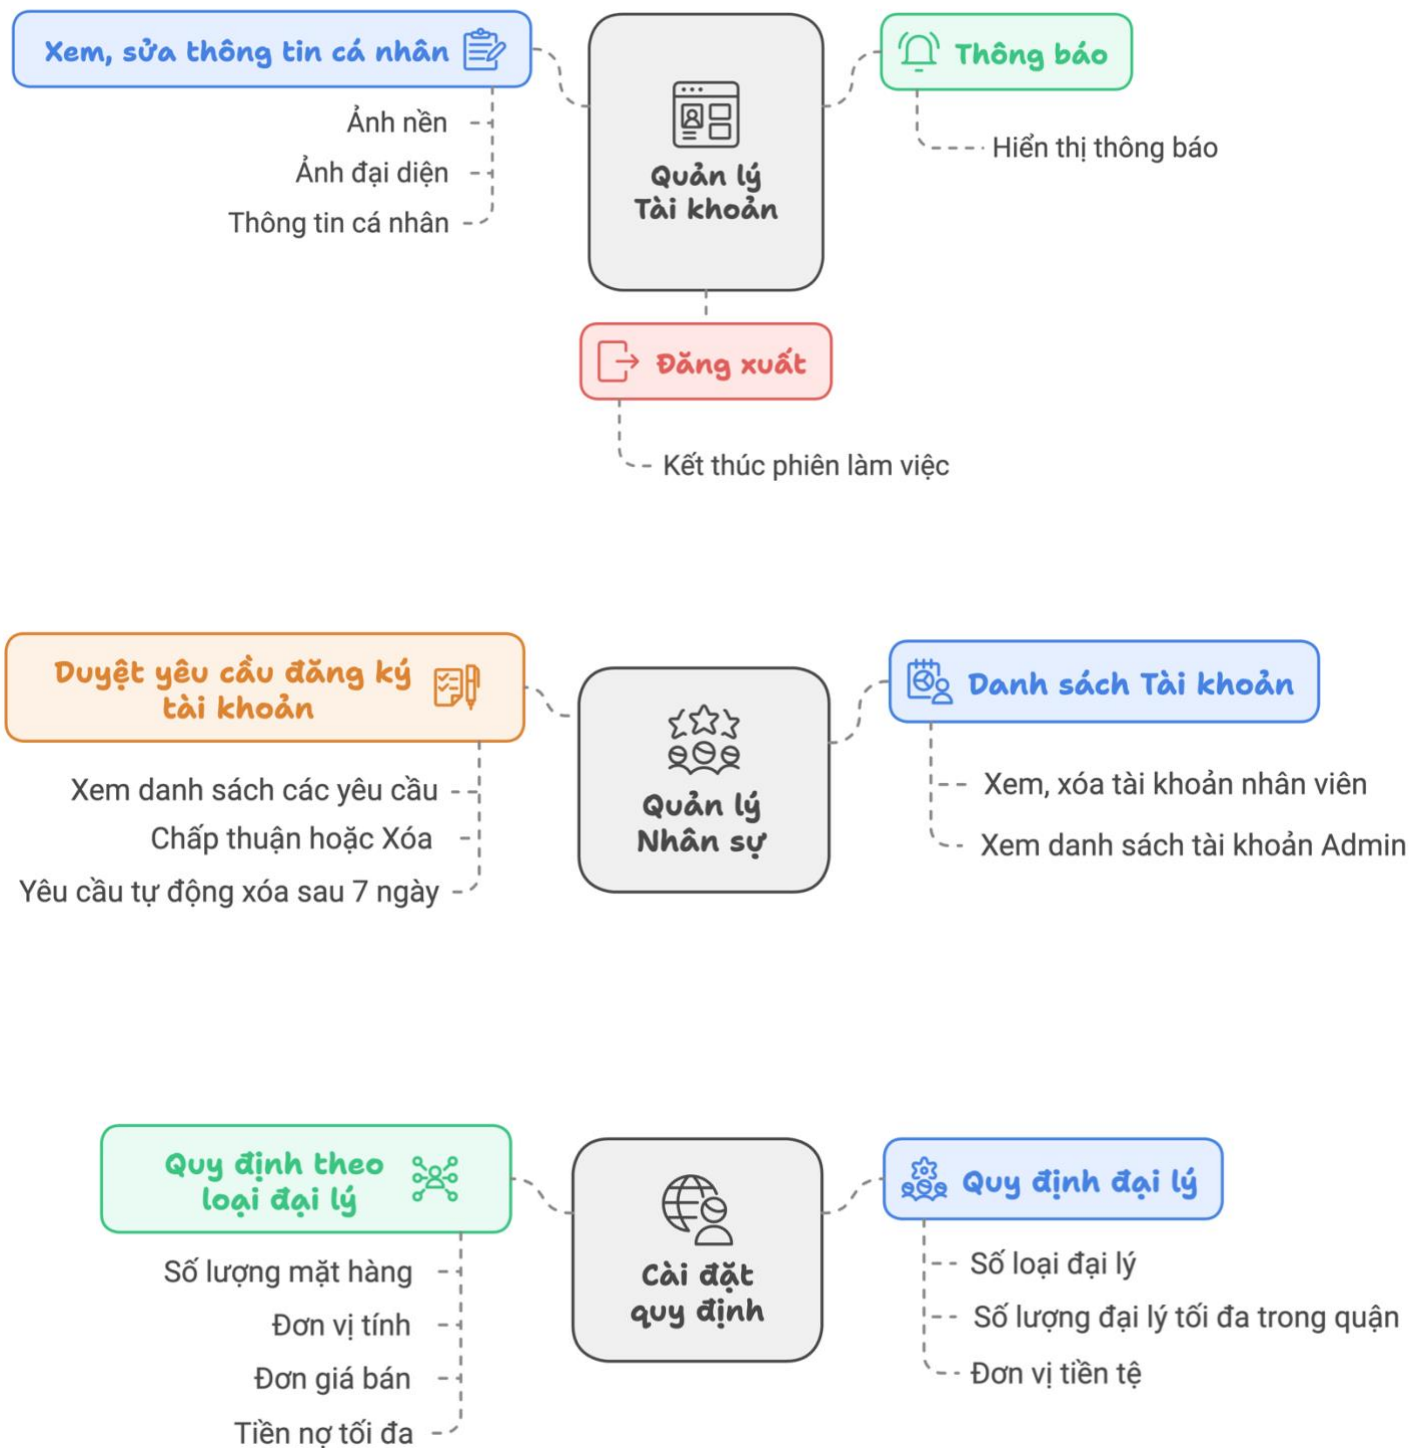 Xem, sửa thông tin cá nhân
Ảnh nền
Ảnh đại diện
Thông tin cá nhân
Quản lý
Tài khoản
Thông báo
Hiển thị thông báo
Đăng xuất
Kết thúc phiên làm việc
Duyệt yêu cầu đăng ký
tài khoản
Xem danh sách các yêu cầu
Chấp thuận hoặc Xóa
Yêu cầu tự động xóa sau 7 ngày
Quản lý
Nhân sự
Danh sách Tài khoản
Xem, xóa tài khoản nhân viên
Xem danh sách tài khoản Admin
Quy định theo
loại đại lý
Số lượng mặt hàng
Đơn vị tính
Đơn giá bán
Tiền nợ tối đa
Cài đặt
quy định
Quy định đại lý
Số loại đại lý
Số lượng đại lý tối đa trong quận
Đơn vị tiền tệ